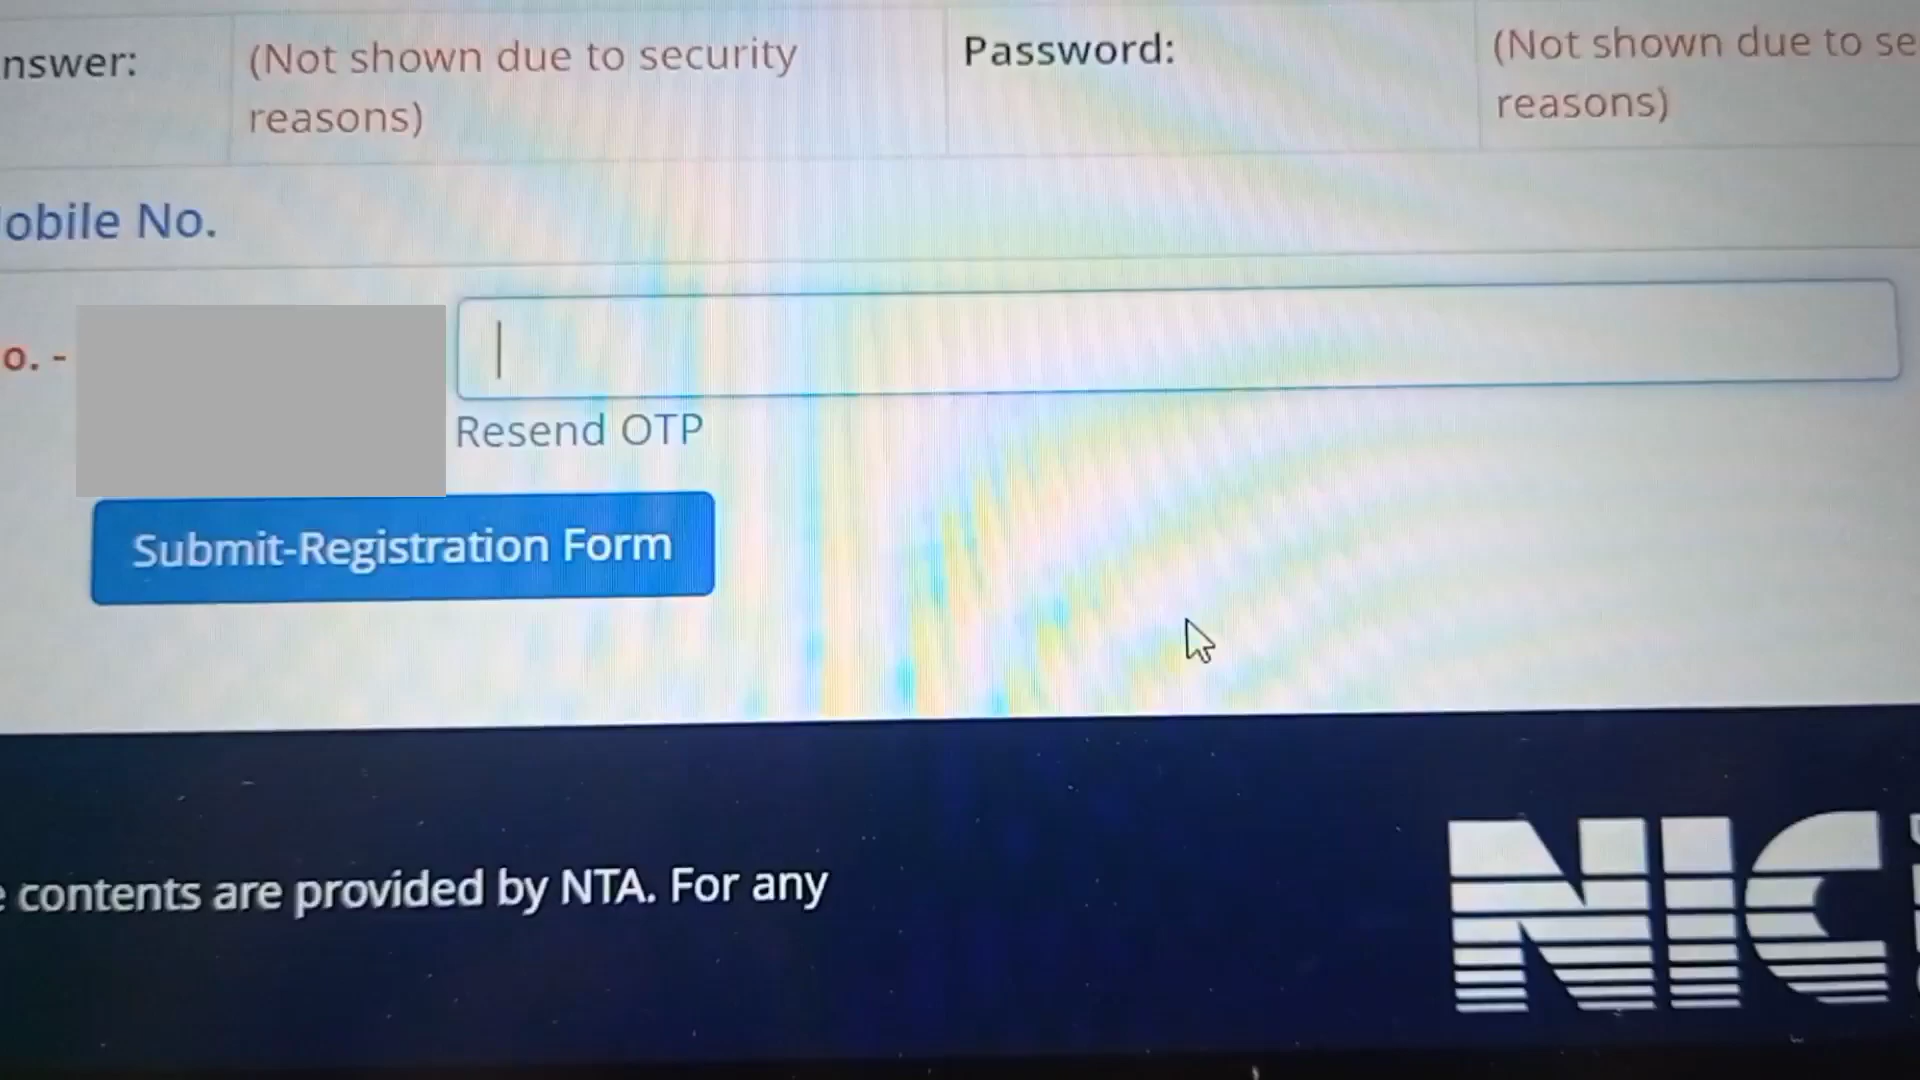 nswer:
(Not shown due to security
reasons)
Password:
(Not shown due to se
reasons)
obile No.
o. -
Resend OTP
Submit-Registration Form
contents are provided by NTA. For any
NIC